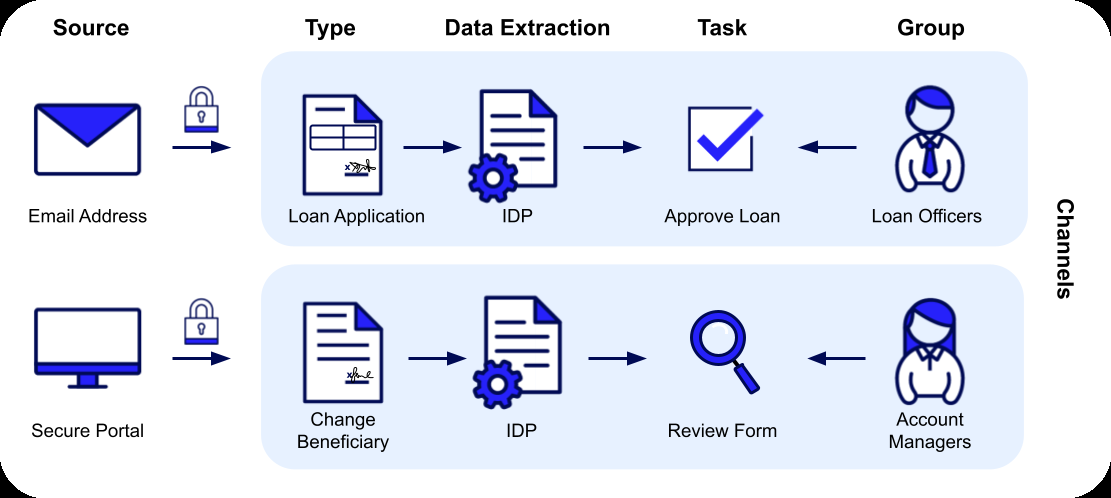 Source Type Data Extraction Task Group
Email Address Loan Application IDP Approve Loan Loan Officers
Channels
Secure Portal Change
Beneficiary IDP Review Form Account
Managers